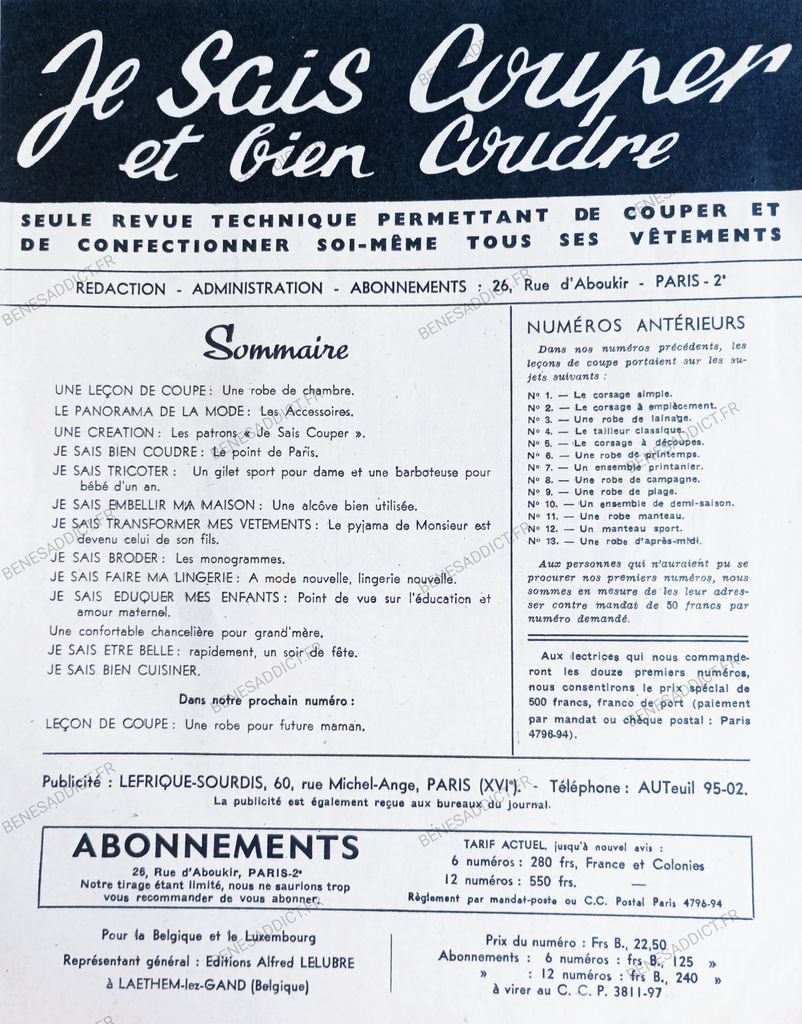 Je Sais Couper
et bien Coudre
SEULE REVUE TECHNIQUE PERMETTANT DE COUPER ET
DE CONFECTIONNER SOI-MÊME TOUS SES VÊTEMENTS
REDACTION - ADMINISTRATION - ABONNEMENTS : 26, Rue d'Aboukir - PARIS - 2e
Sommaire
UNE LEÇON DE COUPE : Une robe de chambre.
LE PANORAMA DE LA MODE : Les Accessoires.
UNE CREATION : Les patrons « Je Sais Couper ».
JE SAIS BIEN COUDRE : Le point de Paris.
JE SAIS TRICOTER : Un gilet sport pour dame et une barboteuse pour
bébé d'un an.
JE SAIS EMBELLIR MA MAISON : Une alcôve bien utilisée.
JE SAIS TRANSFORMER MES VETEMENTS : Le pyjama de Monsieur est
devenu celui de son fils.
JE SAIS BRODER : Les monogrammes.
JE SAIS FAIRE MA LINGERIE : A mode nouvelle, lingerie nouvelle.
JE SAIS EDUQUER MES ENFANTS : Point de vue sur l'éducation et
amour maternel.
Une confortable chancelière pour grand'mère.
JE SAIS ETRE BELLE : rapidement, un soir de fête.
JE SAIS BIEN CUISINER.
Dans notre prochain numéro :
LEÇON DE COUPE : Une robe pour future maman.
NUMÉROS ANTÉRIEURS
Dans nos numéros précédents, les
leçons de coupe portaient sur les su-
jets suivants :
No 1. — Le corsage simple.
No 2. — Le corsage à emplècement.
No 3. — Une robe de lainage.
No 4. — Le tailleur classique.
No 5. — Le corsage à découpes.
No 6. — Une robe de printemps.
No 7. — Un ensemble printanier.
No 8. — Une robe de campagne.
No 9. — Une robe de plage.
No 10. — Un ensemble de demi-saison.
No 11. — Une robe manteau.
No 12. — Un manteau sport.
No 13. — Une robe d'après-midi.
Aux personnes qui n'auraient pu se
procurer nos premiers numéros, nous
sommes en mesure de les leur adres-
ser contre mandat de 50 francs par
numéro demandé.
Aux lectrices qui nous commande-
ront les douze premiers numéros,
nous consentirons le prix spécial de
500 francs, franco de port (paiement
par mandat ou chèque postal : Paris
4796-94).
Publicité : LEFRIQUE-SOURDIS, 60, rue Michel-Ange, PARIS (XVIe). - Téléphone : AUTeuil 95-02.
La publicité est également reçue aux bureaux du journal.
ABONNEMENTS
26, Rue d'Aboukir, PARIS-2e
Notre tirage étant limité, nous ne saurions trop
vous recommander de vous abonner.
TARIF ACTUEL, jusqu'à nouvel avis :
6 numéros : 280 frs, France et Colonies
12 numéros : 550 frs. —
Règlement par mandat-poste ou C.C. Postal Paris 4796-94
Pour la Belgique et le Luxembourg
Représentant général : Editions Alfred LELUBRE
à LAETHEM-lez-GAND (Belgique)
Prix du numéro : Frs B., 22,50
Abonnements : 6 numéros : frs B., 125 »
» : 12 numéros : frs B., 240 »
à virer au C. C. P. 3811-97
BENESADDICT.FR